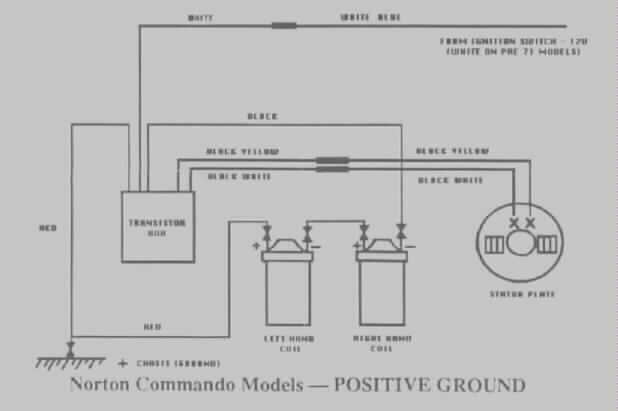 WHITE
WHITE BLUE
FROM IGNITION SWITCH - 12V
(WHITE ON PRE 71 MODELS)
BLACK
BLACK YELLOW
BLACK YELLOW
BLACK WHITE
BLACK WHITE
RED
TRANSISTOR
BOX
+
-
+
-
STATOR PLATE
RED
LEFT HAND
COIL
RIGHT HAND
COIL
+ CHASIS (GROUND)
Norton Commando Models — POSITIVE GROUND